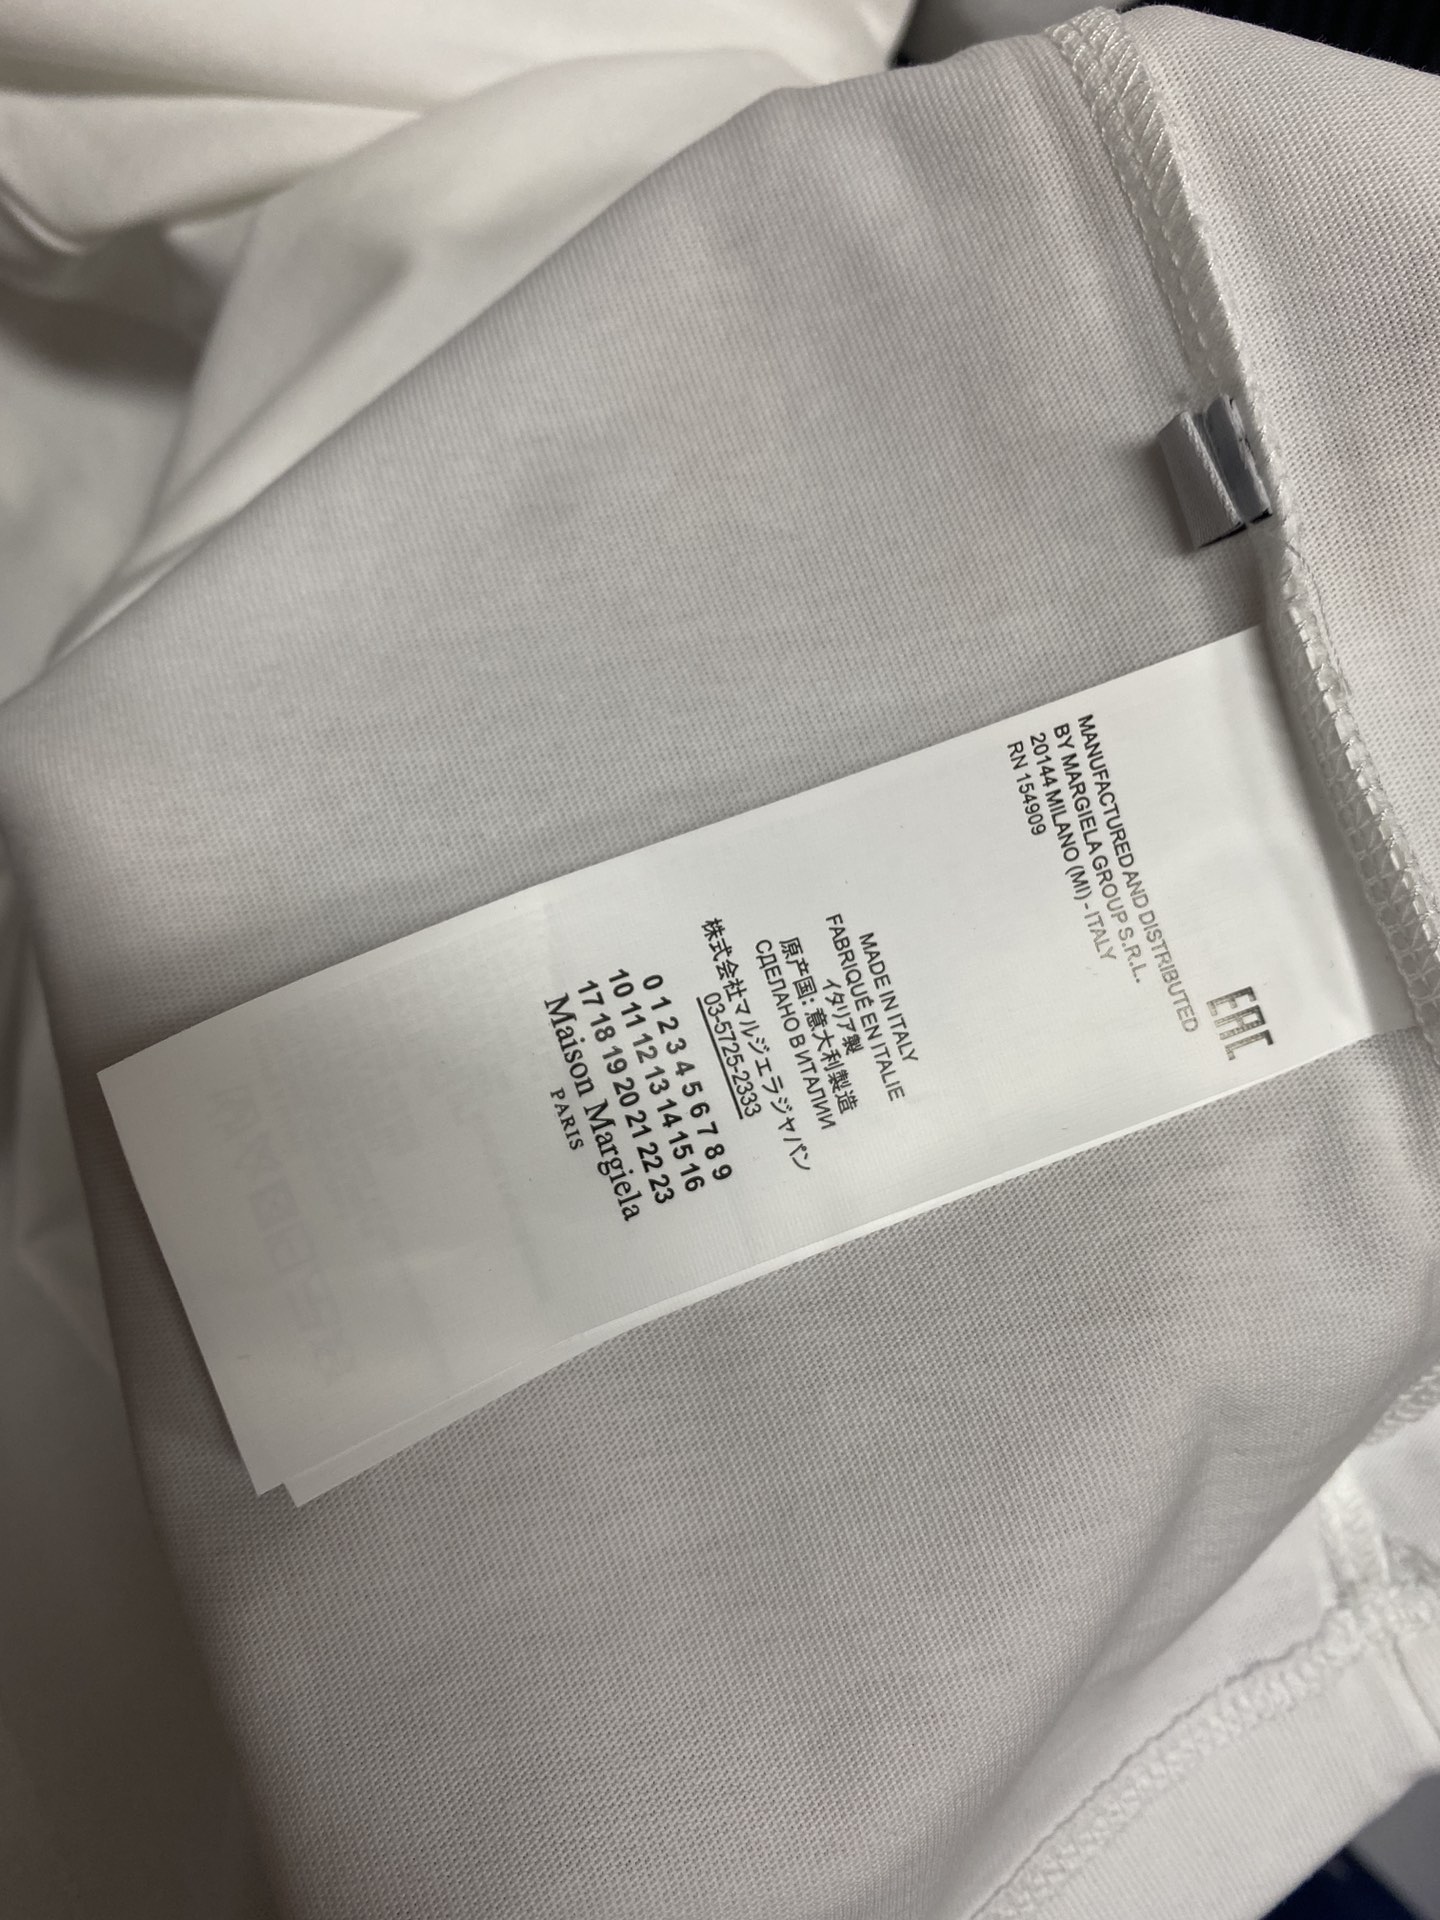 EAC
MANUFACTURED AND DISTRIBUTED
BY MARGIELA GROUP S.R.L.
20144 MILANO (MI) - ITALY
RN 154909
MADE IN ITALY
FABRIQUÉ EN ITALIE
イタリア製
原产国：意大利製造
СДЕЛАНО В ИТАЛИИ
株式会社マルジェラジャパン
03-5725-2333
0 1 2 3 4 5 6 7 8 9
10 11 12 13 14 15 16
17 18 19 20 21 22 23
Maison Margiela
PARIS